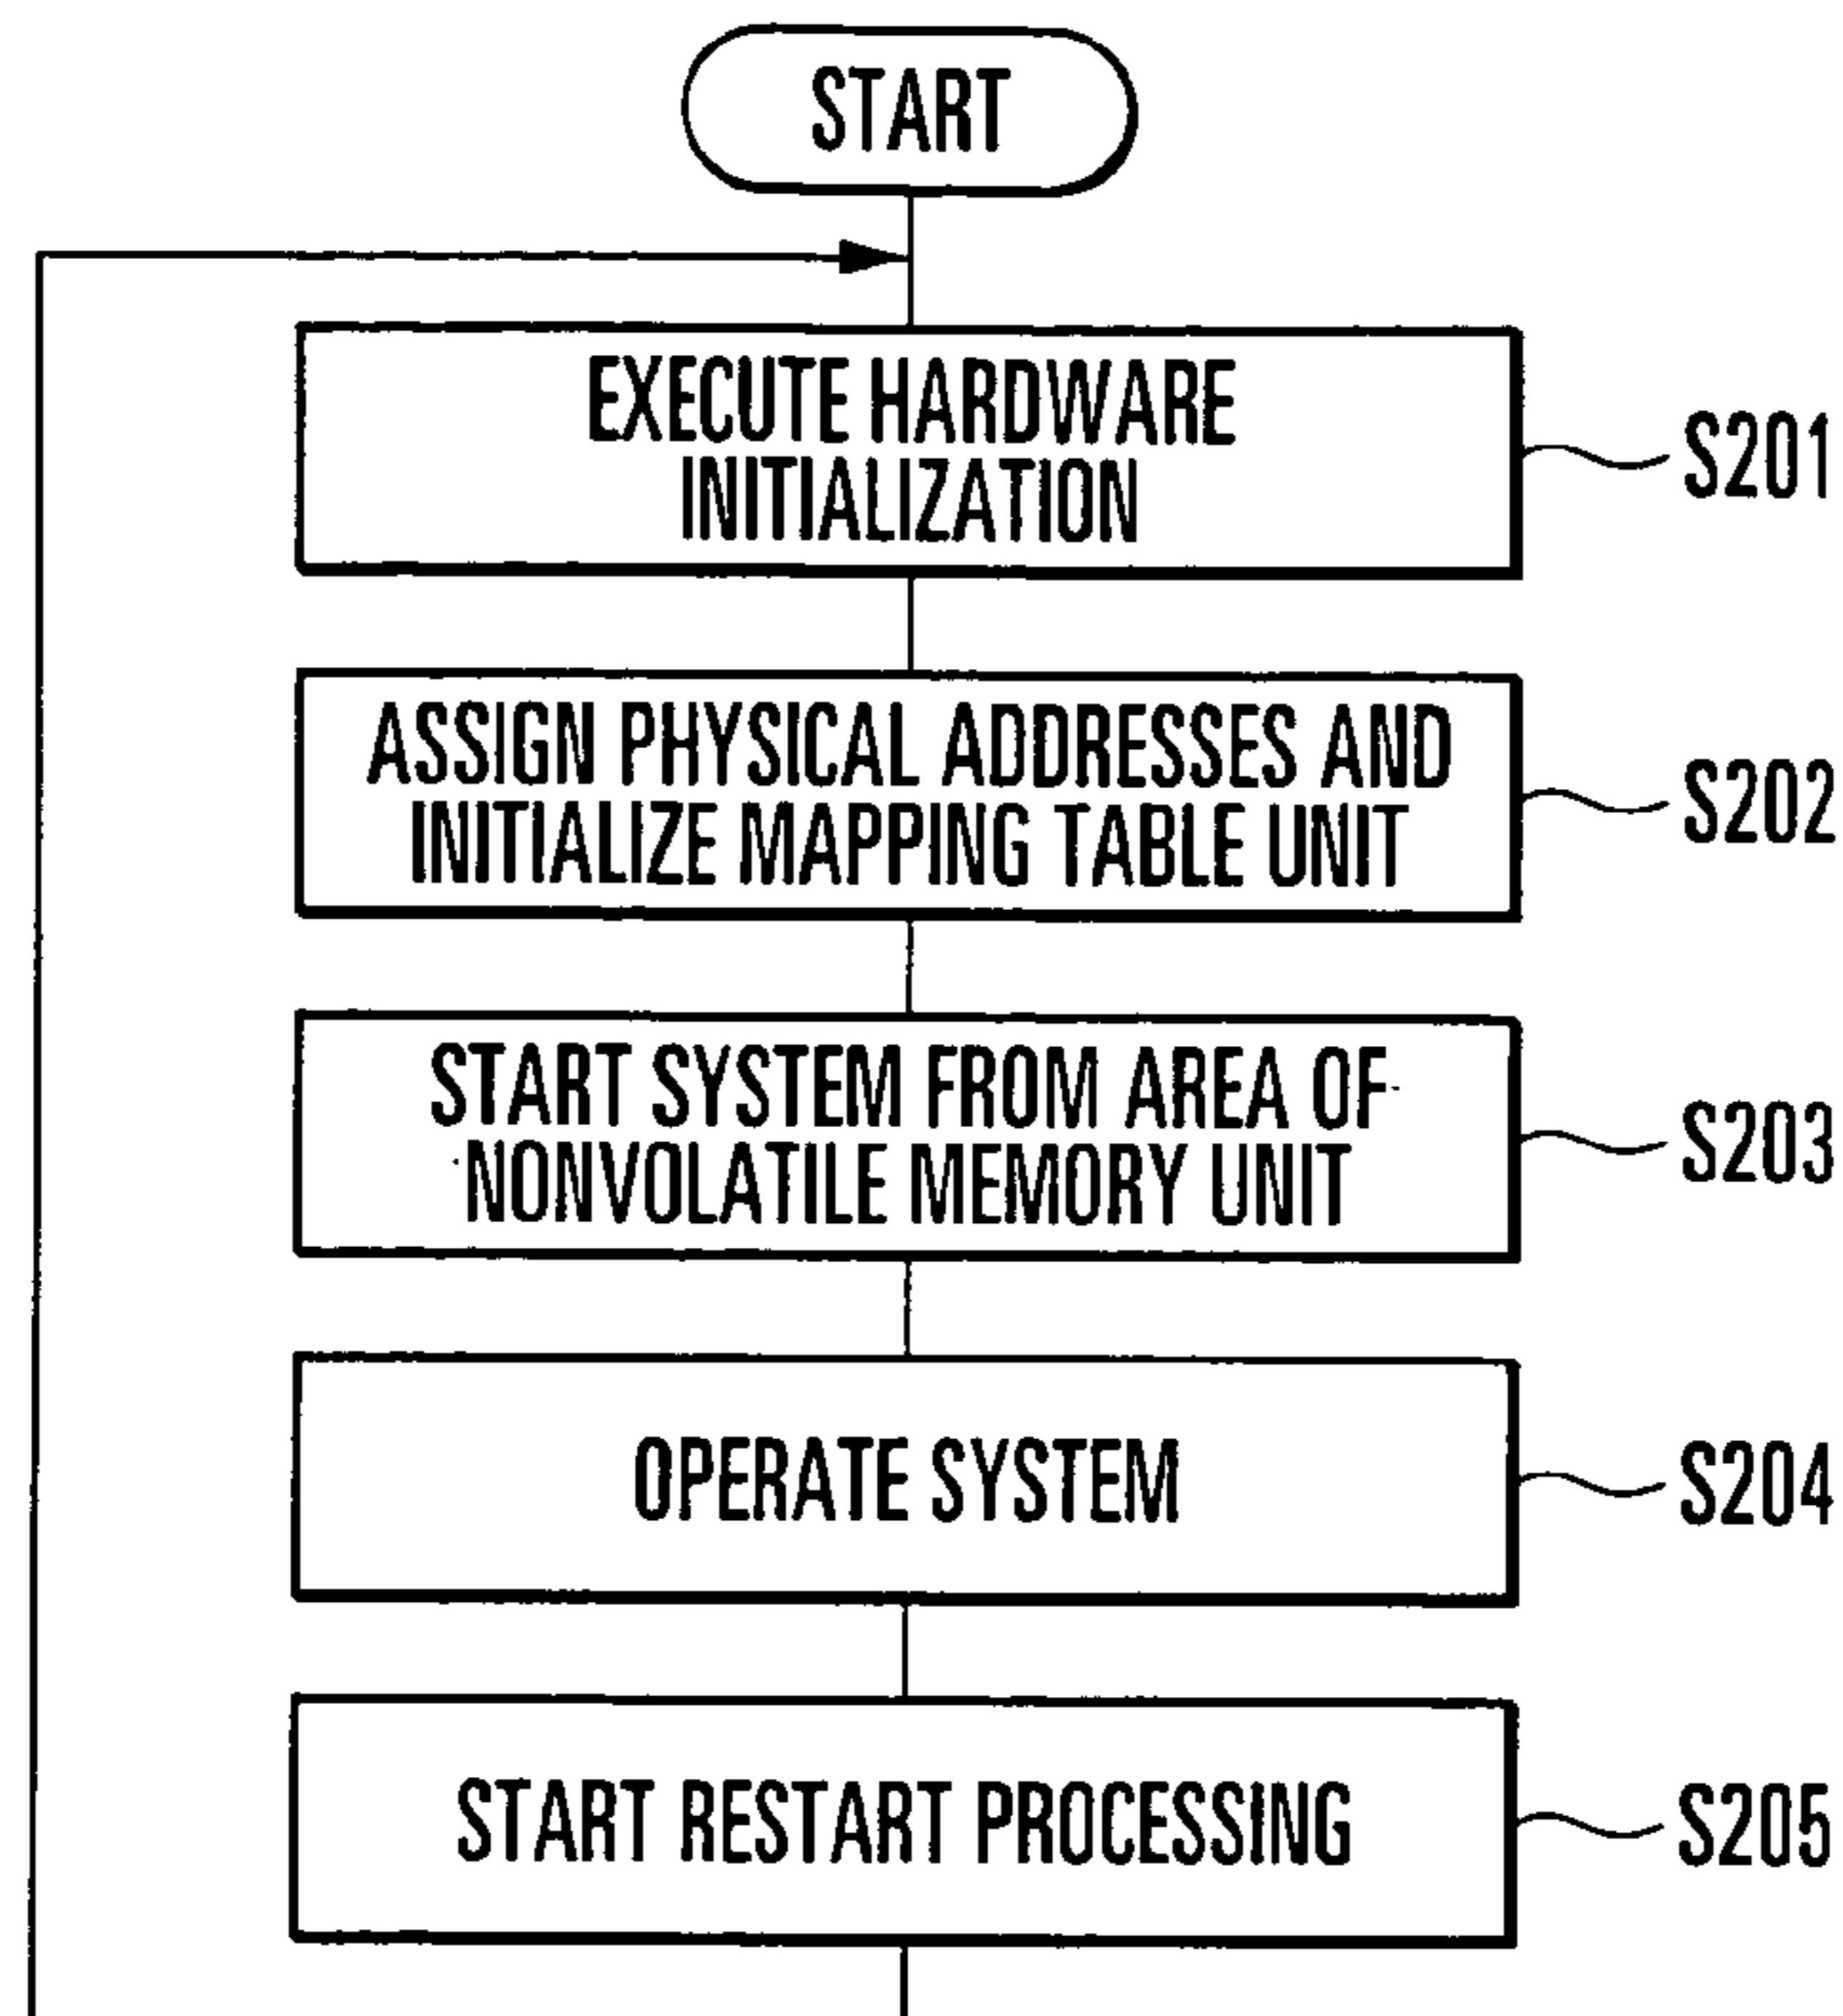 START
EXECUTE HARDWARE
INITIALIZATION
S201
ASSIGN PHYSICAL ADDRESSES AND
INITIALIZE MAPPING TABLE UNIT
S202
START SYSTEM FROM AREA OF
NONVOLATILE MEMORY UNIT
S203
OPERATE SYSTEM
S204
START RESTART PROCESSING
S205